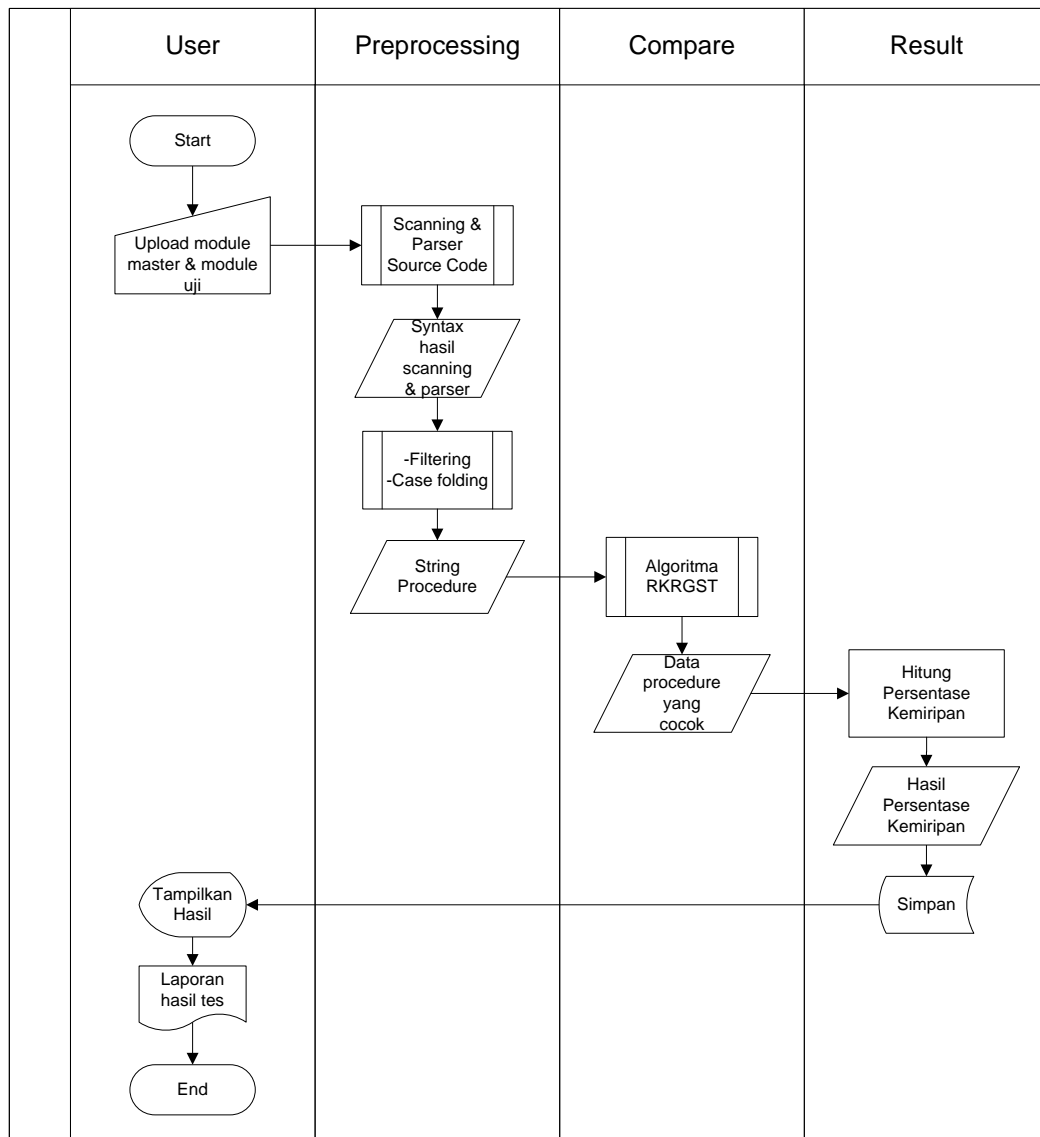 User
Preprocessing
Compare
Result
Start
Upload module
master & module
uji
Scanning &
Parser
Source Code
Syntax
hasil
scanning
& parser
-Filtering
-Case folding
String
Procedure
Algoritma
RKRGST
Data
procedure
yang
cocok
Hitung
Persentase
Kemiripan
Hasil
Persentase
Kemiripan
Simpan
Tampilkan
Hasil
Laporan
hasil tes
End